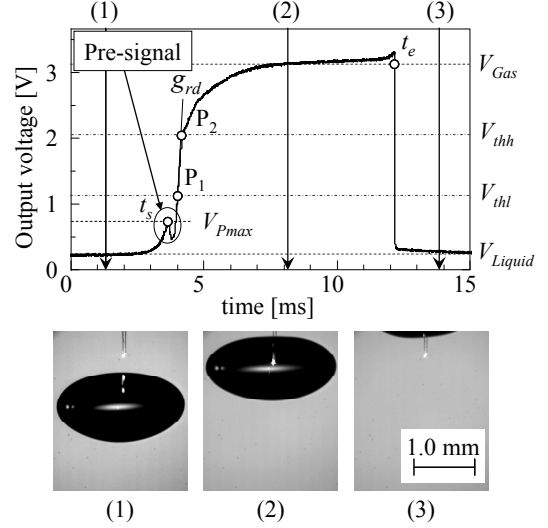 (1) (2) (3)
Pre-signal
t_e
3
V_Gas
g_rd
P_2
2
V_thh
P_1
V_thl
1
t_s
V_Pmax
V_Liquid
0
Output voltage [V]
0 5 10 15
time [ms]
1.0 mm
(1) (2) (3)